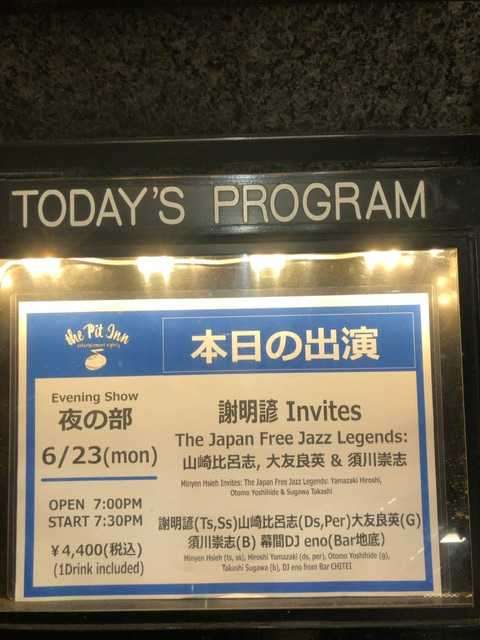 TODAY'S PROGRAM
the Pit Inn
entertainment nightly
本日の出演
Evening Show
夜の部
6/23(mon)
OPEN 7:00PM
START 7:30PM
¥4,400(税込)
(1Drink included)
謝明諺 Invites
The Japan Free Jazz Legends:
山崎比呂志, 大友良英 & 須川崇志
Minyen Hsieh Invites: The Japan Free Jazz Legends: Yamazaki Hiroshi,
Otomo Yoshihide & Sugawa Takashi
謝明諺(Ts,Ss)山崎比呂志(Ds,Per)大友良英(G)
須川崇志(B) 幕間DJ eno(Bar地底)
Minyen Hsieh (ts, ss), Hiroshi Yamazaki (ds, per), Otomo Yoshihide (g),
Takashi Sugawa (b), DJ eno from Bar CHITEI